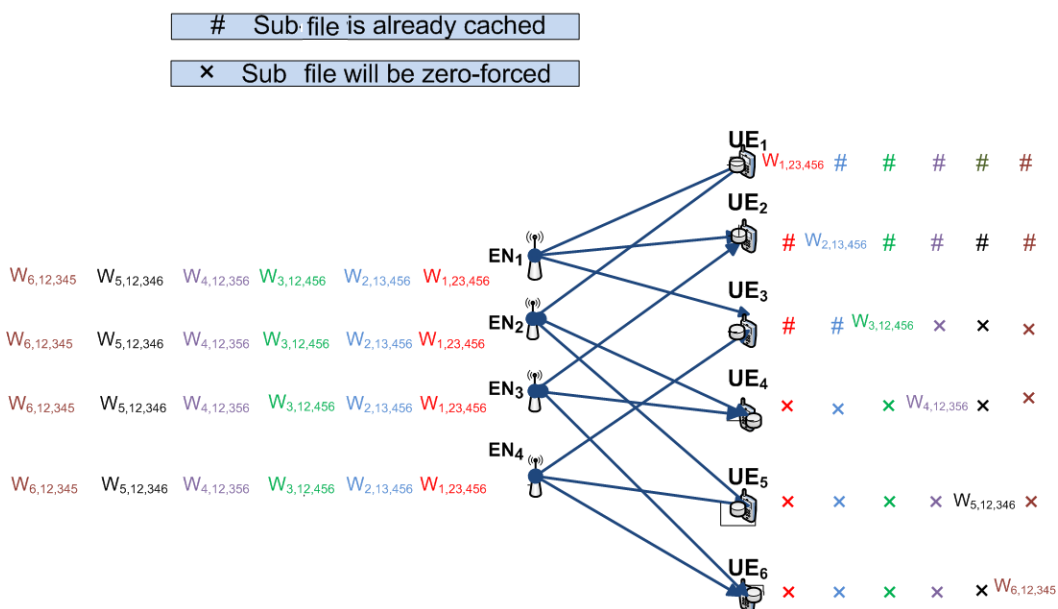 # Sub file is already cached
× Sub file will be zero-forced
UE1
W1,23,456 # # # # #
UE2
# W2,13,456 # # # #
EN1
W6,12,345 W5,12,346 W4,12,356 W3,12,456 W2,13,456 W1,23,456
UE3
# # W3,12,456 × × ×
EN2
W6,12,345 W5,12,346 W4,12,356 W3,12,456 W2,13,456 W1,23,456
UE4
× × × W4,12,356 × ×
EN3
W6,12,345 W5,12,346 W4,12,356 W3,12,456 W2,13,456 W1,23,456
EN4
W6,12,345 W5,12,346 W4,12,356 W3,12,456 W2,13,456 W1,23,456
UE5
× × × × W5,12,346 ×
UE6
× × × × × W6,12,345